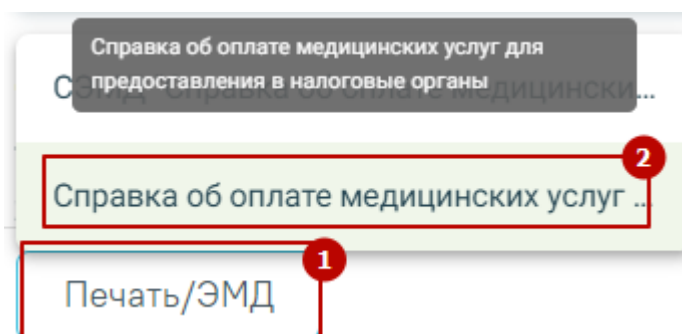 Справка об оплате медицинских услуг для
предоставления в налоговые органы
СЭМД "Справка об оплате медицински...
2
Справка об оплате медицинских услуг ...
1
Печать/ЭМД